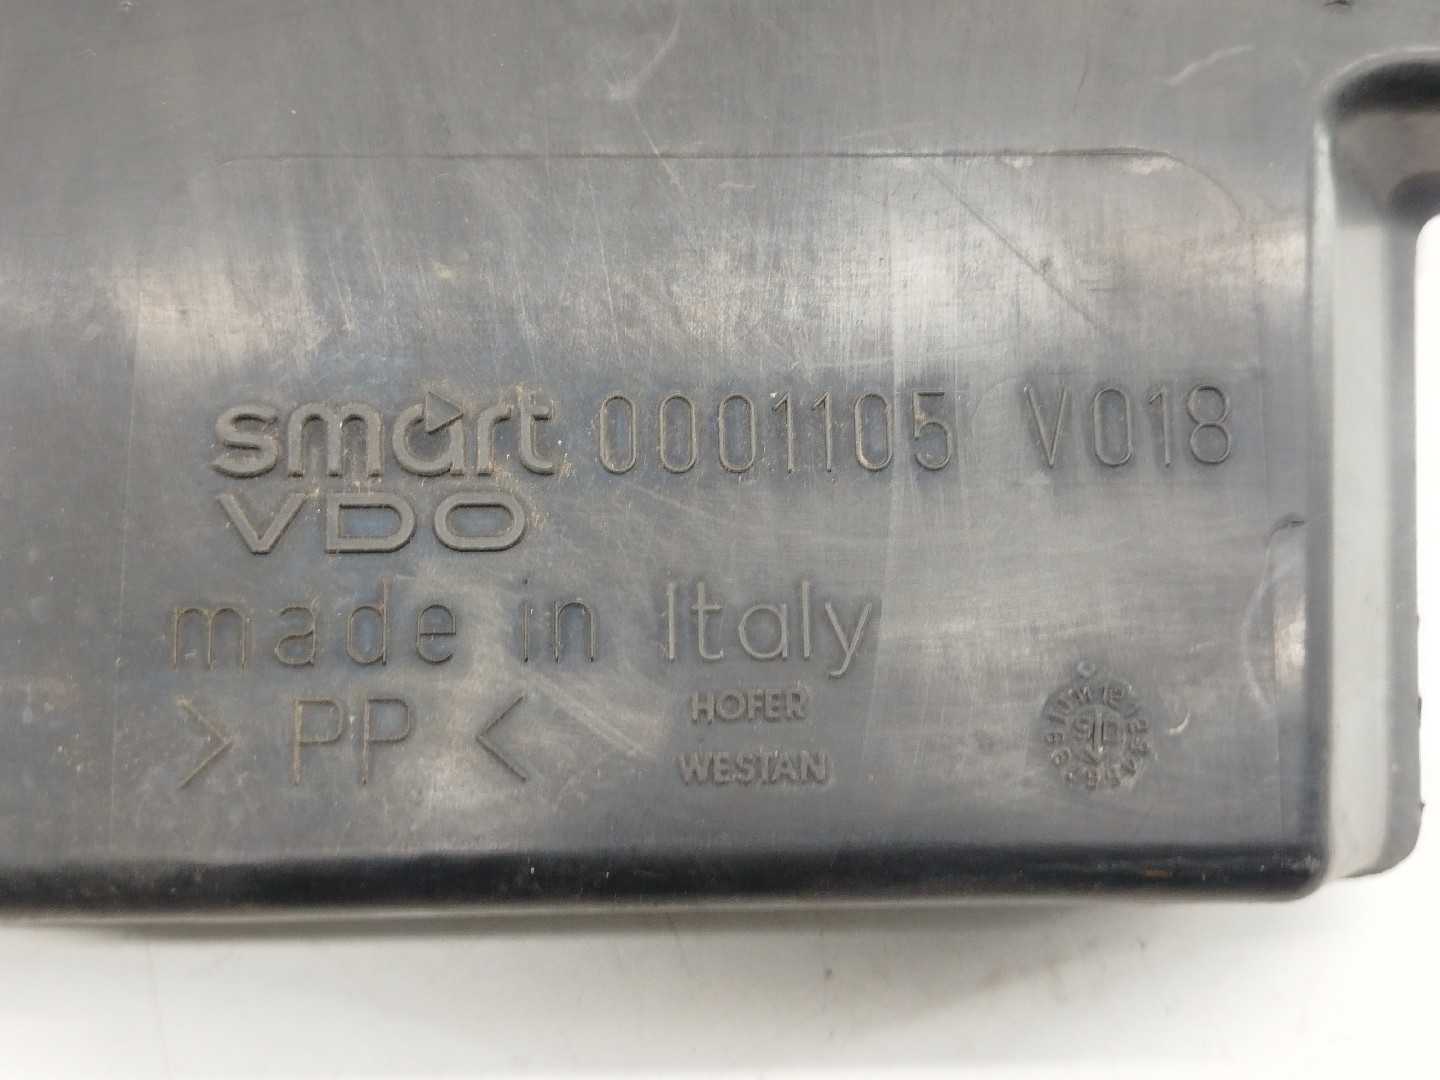 smart 0001105 V018
VDO
made in Italy
> PP <
HOFER
WESTAN